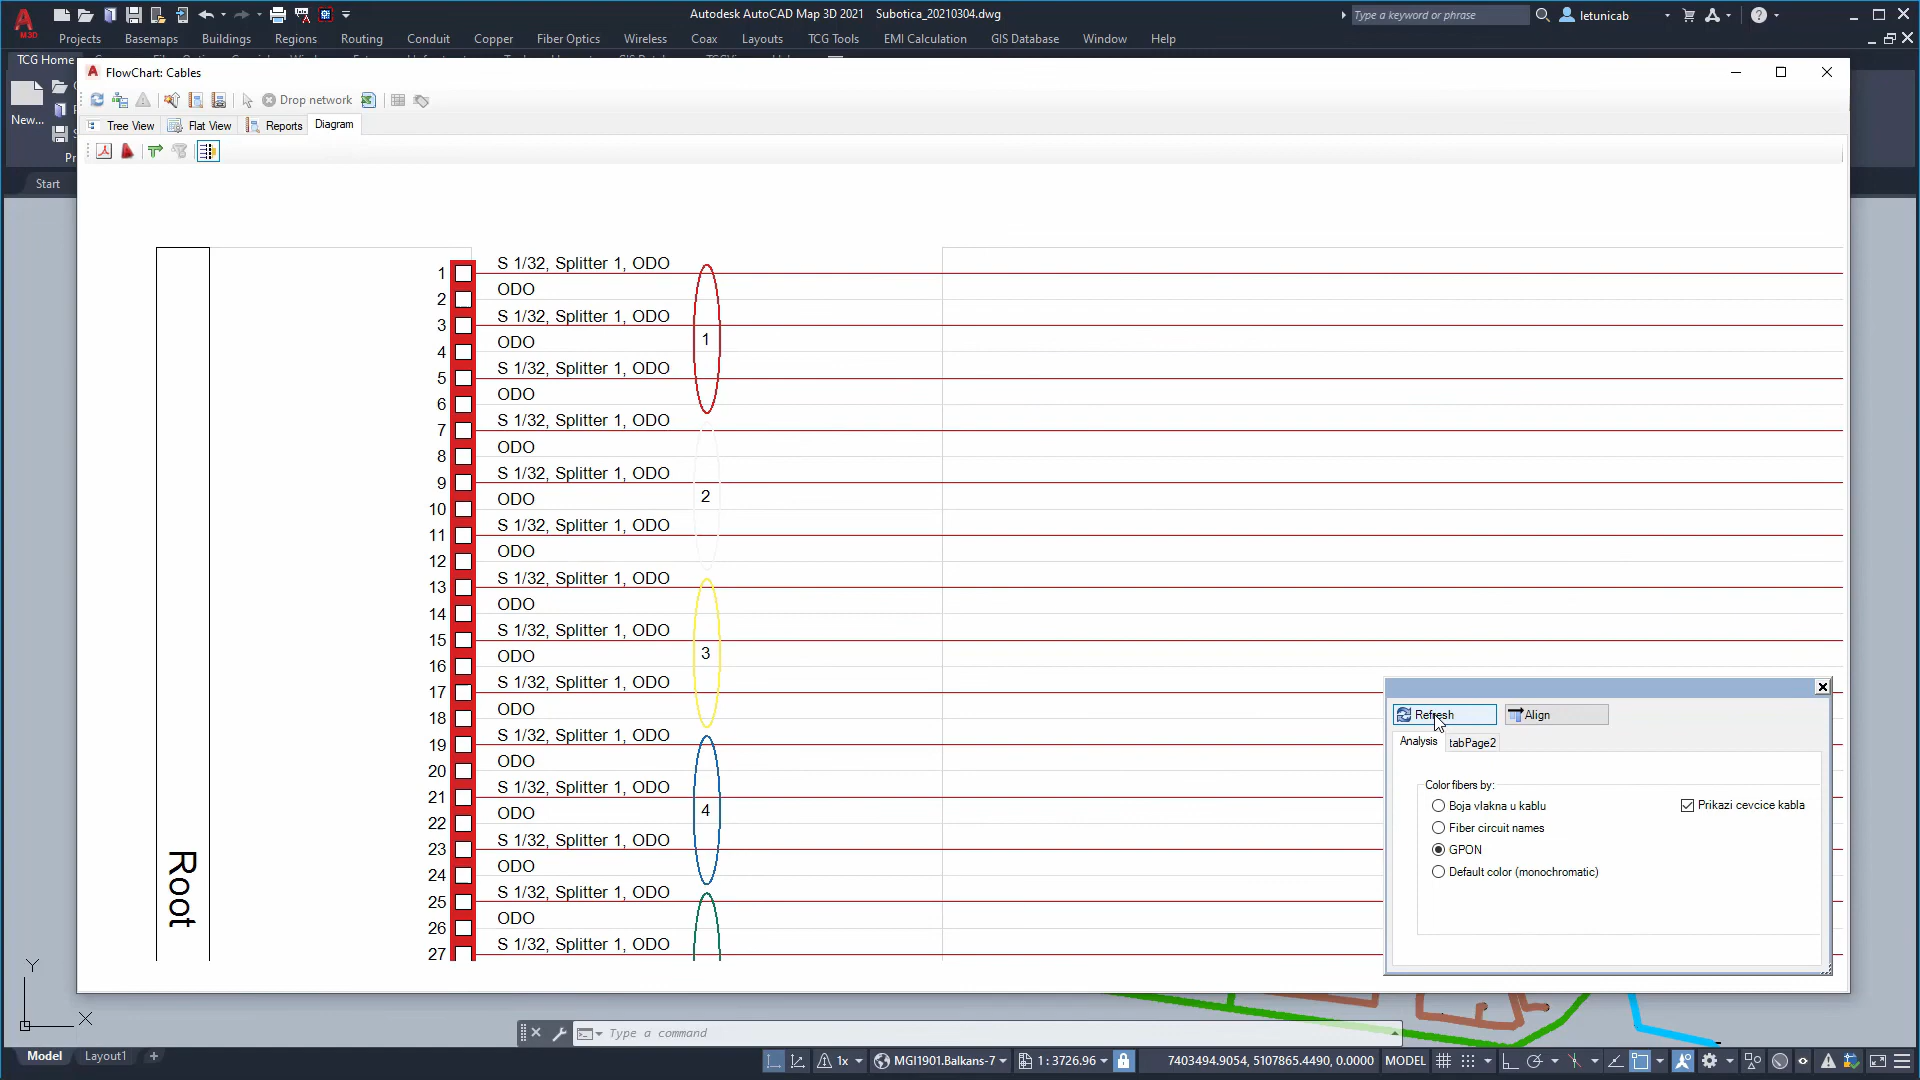 Autodesk AutoCAD Map 3D 2021 Subotica_20210304.dwg
Type a keyword or phrase
letunicab
M3D
Projects Basemaps Buildings Regions Routing Conduit Copper Fiber Optics Wireless Coax Layouts TCG Tools EMI Calculation GIS Database Window Help
TCG Home
FlowChart: Cables
Drop network
New...
Tree View Flat View Reports Diagram
Start
1 S 1/32, Splitter 1, ODO
2 ODO
3 S 1/32, Splitter 1, ODO
1
4 ODO
5 S 1/32, Splitter 1, ODO
6 ODO
7 S 1/32, Splitter 1, ODO
8 ODO
9 S 1/32, Splitter 1, ODO
2
10 ODO
11 S 1/32, Splitter 1, ODO
12 ODO
13 S 1/32, Splitter 1, ODO
14 ODO
15 S 1/32, Splitter 1, ODO
3
16 ODO
17 S 1/32, Splitter 1, ODO
18 ODO
19 S 1/32, Splitter 1, ODO
20 ODO
21 S 1/32, Splitter 1, ODO
4
22 ODO
23 S 1/32, Splitter 1, ODO
24 ODO
25 S 1/32, Splitter 1, ODO
26 ODO
27 S 1/32, Splitter 1, ODO
Root
Refresh Align
Analysis tabPage2
Color fibers by:
Boja vlakna u kablu
Prikazi cevcice kabla
Fiber circuit names
GPON
Default color (monochromatic)
Y
X
Type a command
Model Layout1 +
1x MGI1901.Balkans-7 1 : 3726.96 7403494.9054, 5107865.4490, 0.0000 MODEL